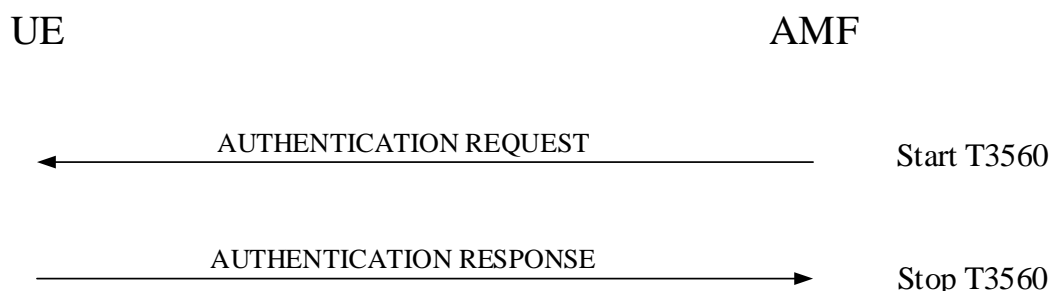 UE
AMF
AUTHENTICATION REQUEST
Start T3560
AUTHENTICATION RESPONSE
Stop T3560